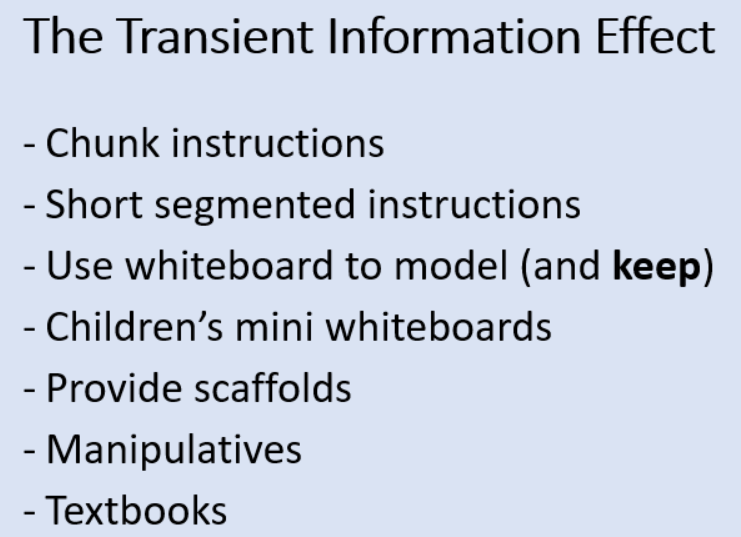 The Transient Information Effect
- Chunk instructions
- Short segmented instructions
- Use whiteboard to model (and keep)
- Children’s mini whiteboards
- Provide scaffolds
- Manipulatives
- Textbooks